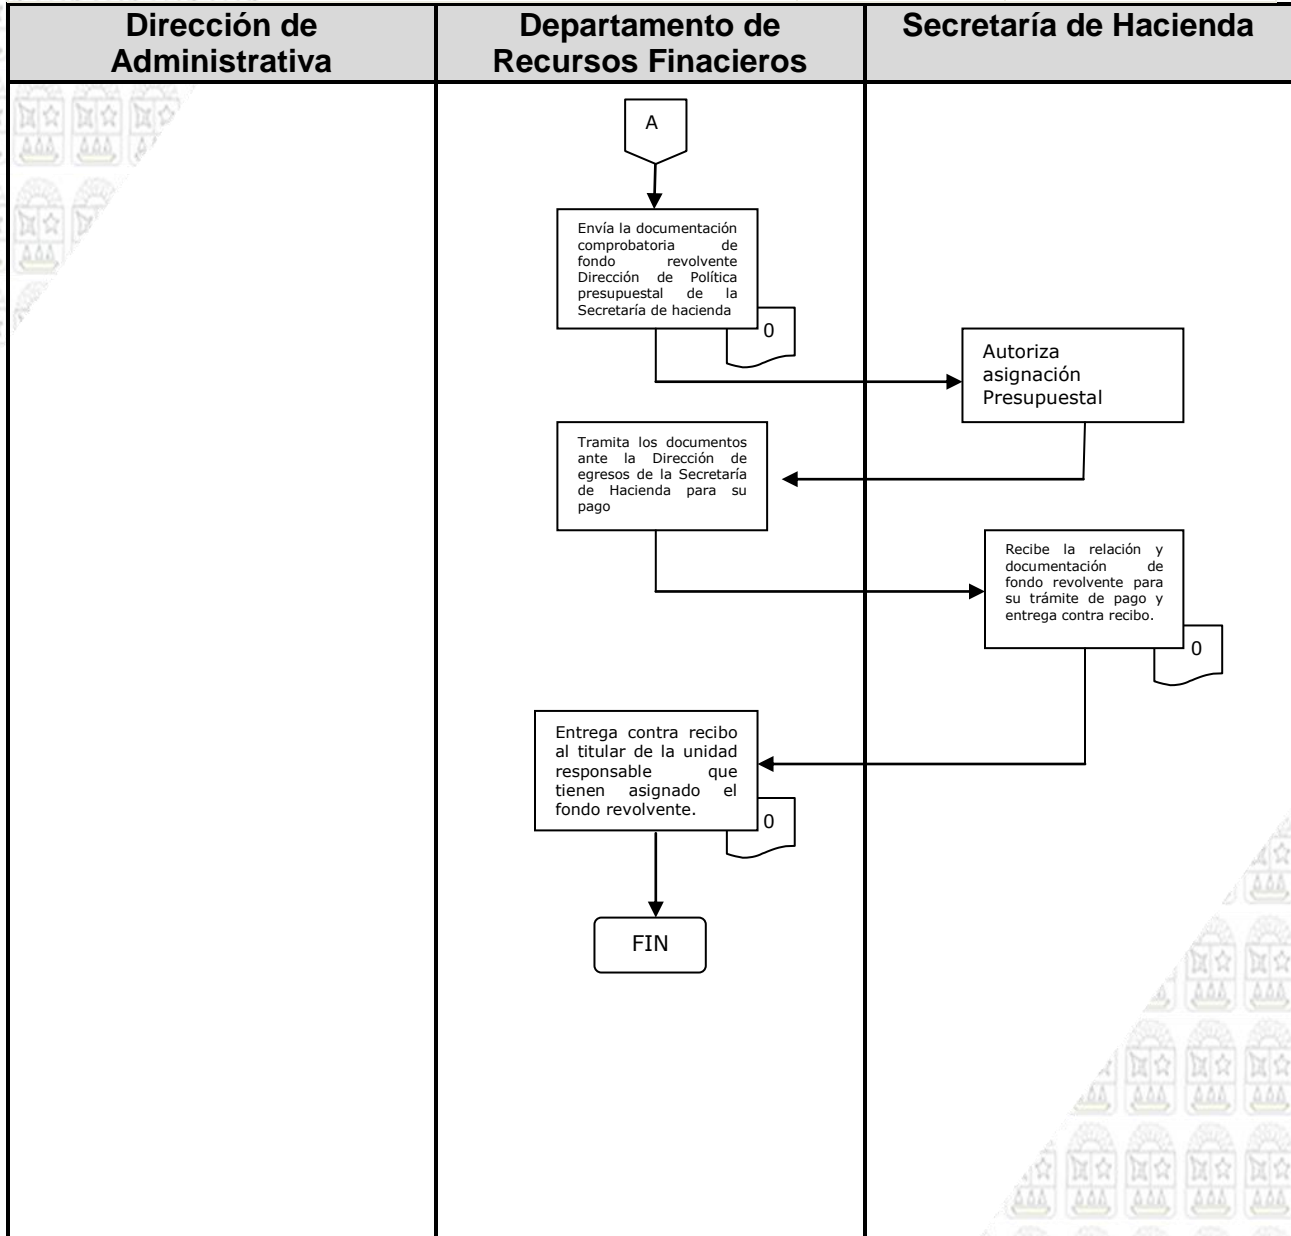 Dirección de
Administrativa
Departamento de
Recursos Finacieros
Secretaría de Hacienda
A
Envía la documentación
comprobatoria de
fondo revolvente
Dirección de Política
presupuestal de la
Secretaría de hacienda
0
Autoriza
asignación
Presupuestal
Tramita los documentos
ante la Dirección de
egresos de la Secretaría
de Hacienda para su
pago
Recibe la relación y
documentación de
fondo revolvente para
su trámite de pago y
entrega contra recibo.
0
Entrega contra recibo
al titular de la unidad
responsable que
tienen asignado el
fondo revolvente.
0
FIN